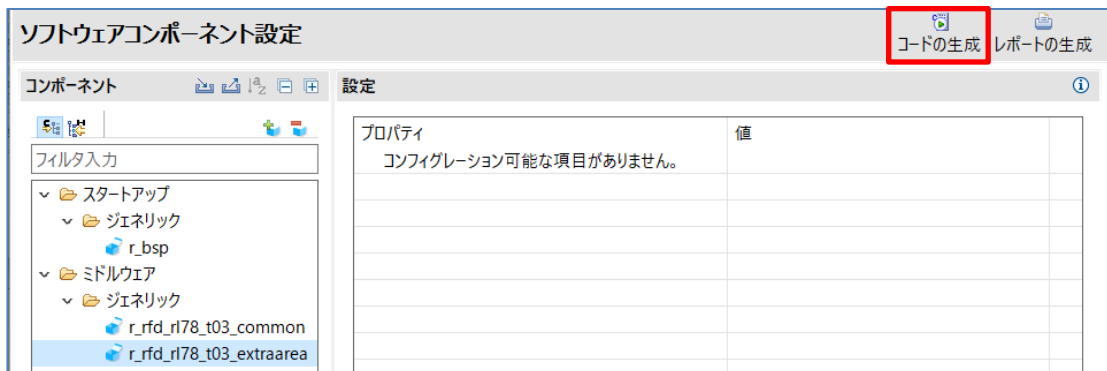 ソフトウェアコンポーネント設定
コードの生成 レポートの生成
コンポーネント
設定
フィルタ入力
スタートアップ
ジェネリック
r_bsp
ミドルウェア
ジェネリック
r_rfd_rl78_t03_common
r_rfd_rl78_t03_extraarea
プロパティ 値
コンフィグレーション可能な項目がありません。